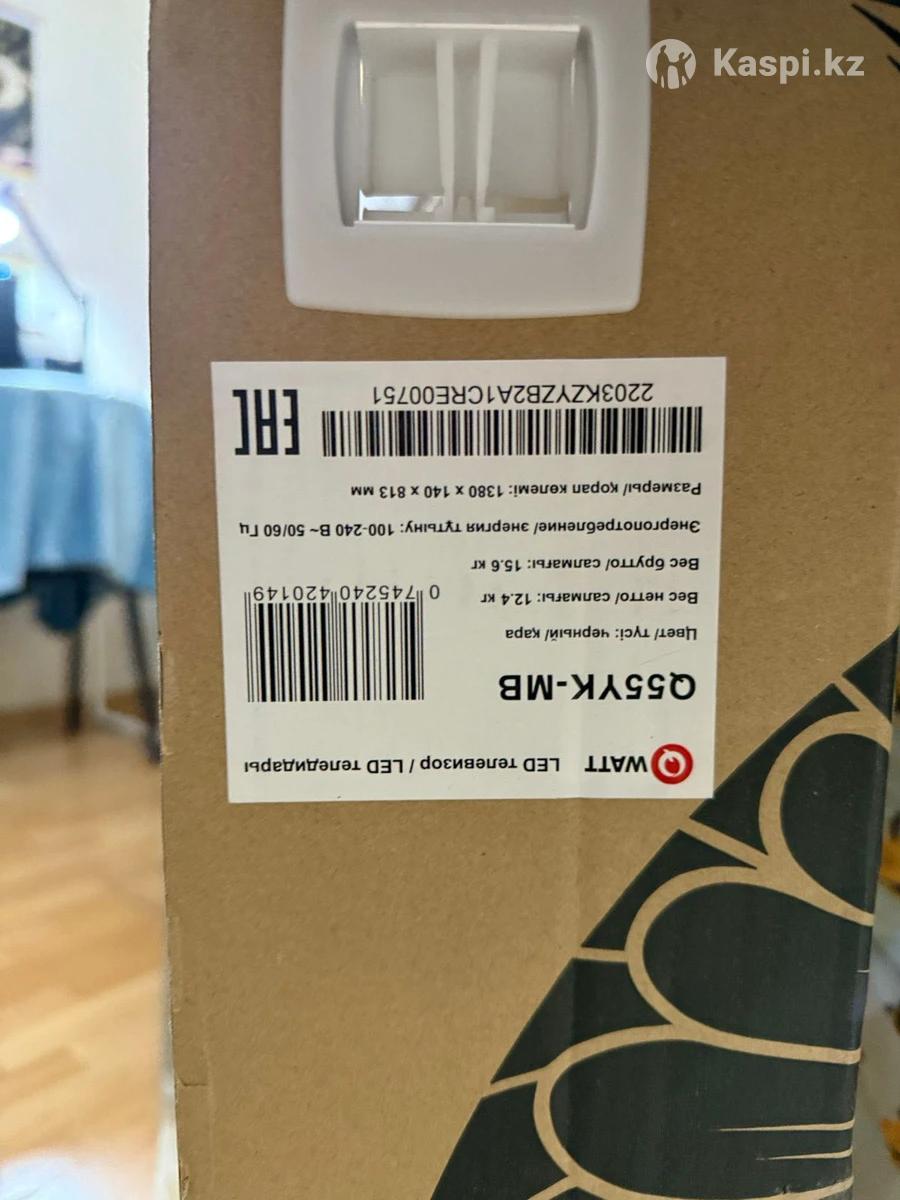 Kaspi.kz
Q WATT LED телевизор / LED теледидары
Q55YK-MB
Цвет/ түсі: черный/ қара
Вес нетто/ салмағы: 12.4 кг
Вес брутто/ салмағы: 15.6 кг
0 745240 420149
Энергопотребление/ энергия тұтыну: 100-240 В~ 50/60 Гц
Размеры/ қорап көлемі: 1380 x 140 x 813 мм
2203KZYZB2A1CRE00751
EAC